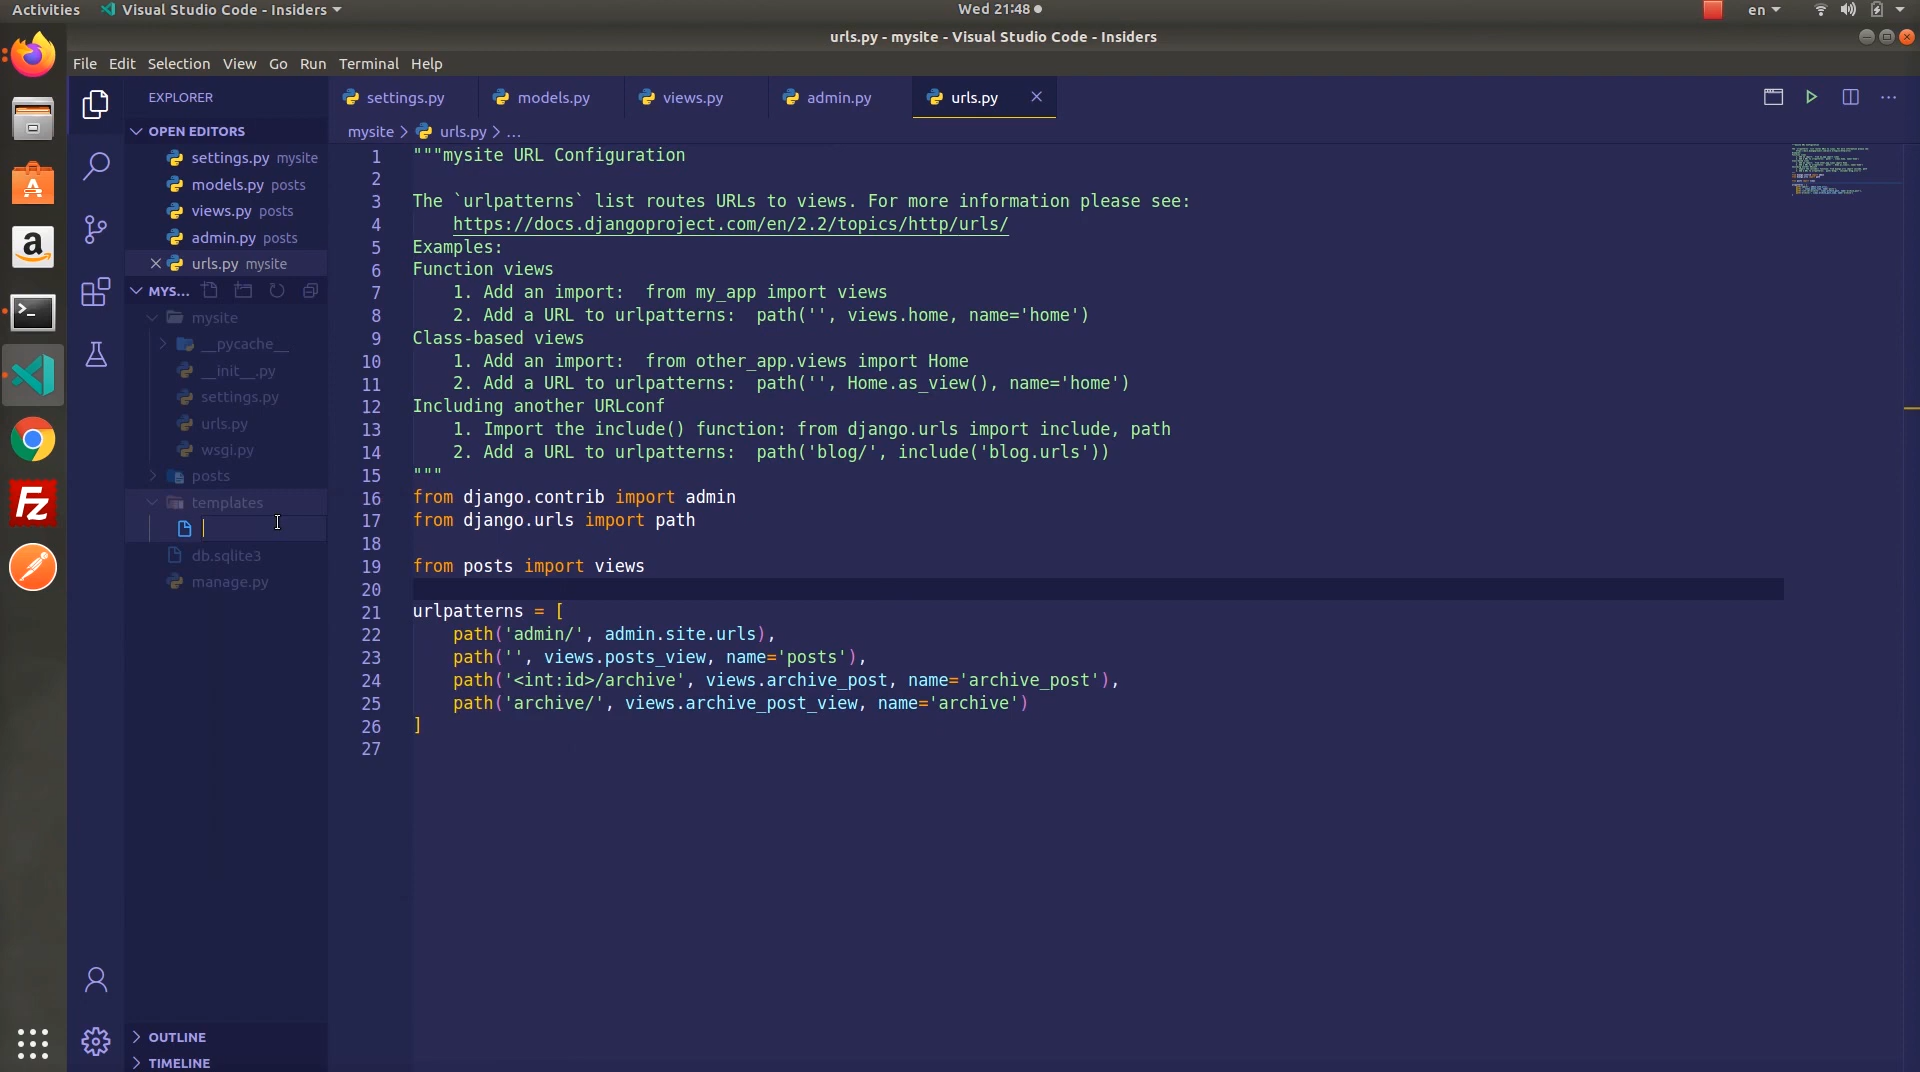 Activities Visual Studio Code - Insiders Wed 21:48 en
urls.py - mysite - Visual Studio Code - Insiders
File Edit Selection View Go Run Terminal Help
EXPLORER
OPEN EDITORS
settings.py mysite
models.py posts
views.py posts
admin.py posts
urls.py mysite
MYS...
mysite
__pycache__
__init__.py
settings.py
urls.py
wsgi.py
posts
templates
db.sqlite3
manage.py
OUTLINE
TIMELINE
settings.py models.py views.py admin.py urls.py
mysite > urls.py > ...
1 """mysite URL Configuration
2
3 The `urlpatterns` list routes URLs to views. For more information please see:
4 https://docs.djangoproject.com/en/2.2/topics/http/urls/
5 Examples:
6 Function views
7 1. Add an import:  from my_app import views
8 2. Add a URL to urlpatterns:  path('', views.home, name='home')
9 Class-based views
10 1. Add an import:  from other_app.views import Home
11 2. Add a URL to urlpatterns:  path('', Home.as_view(), name='home')
12 Including another URLconf
13 1. Import the include() function: from django.urls import include, path
14 2. Add a URL to urlpatterns:  path('blog/', include('blog.urls'))
15 """
16 from django.contrib import admin
17 from django.urls import path
18
19 from posts import views
20
21 urlpatterns = [
22 path('admin/', admin.site.urls),
23 path('', views.posts_view, name='posts'),
24 path('<int:id>/archive', views.archive_post, name='archive_post'),
25 path('archive/', views.archive_post_view, name='archive')
26 ]
27